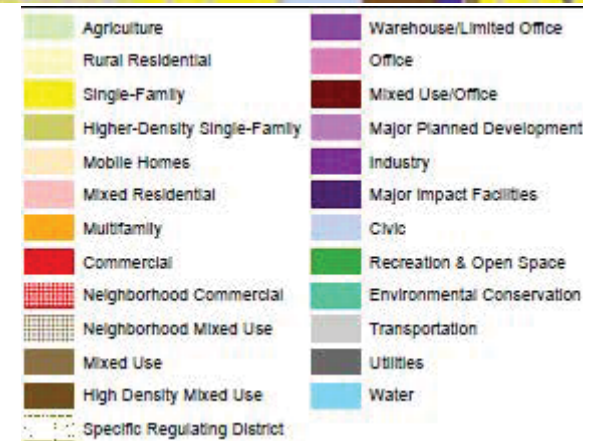 Agriculture
Rural Residential
Single-Family
Higher-Density Single-Family
Mobile Homes
Mixed Residential
Multifamily
Commercial
Neighborhood Commercial
Neighborhood Mixed Use
Mixed Use
High Density Mixed Use
Specific Regulating District
Warehouse/Limited Office
Office
Mixed Use/Office
Major Planned Development
Industry
Major Impact Facilities
Civic
Recreation & Open Space
Environmental Conservation
Transportation
Utilities
Water